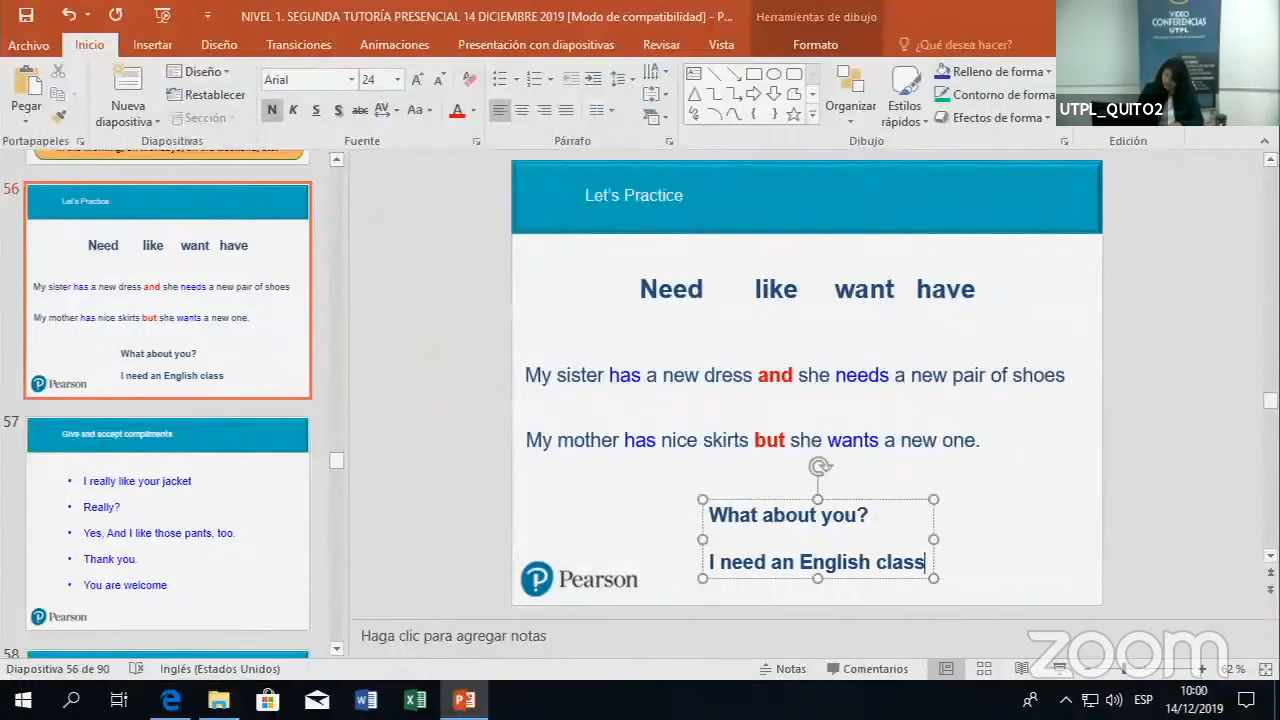 NIVEL 1. SEGUNDA TUTORÍA PRESENCIAL 14 DICIEMBRE 2019 [Modo de compatibilidad] - P...
Herramientas de dibujo
VIDEO
CONFERENCIAS
UTPL
UTPL_QUITO2
Archivo Inicio Insertar Diseño Transiciones Animaciones Presentación con diapositivas Revisar Vista Formato ¿Qué desea hacer?
Pegar
Nueva diapositiva
Diseño
Restablecer
Sección
Arial 24
N K S S abc AV Aa A
Organizar
Estilos rápidos
Relleno de forma
Contorno de forma
Efectos de forma
Portapapeles Diapositivas Fuente Párrafo Dibujo Edición
56
Let's Practice
Need like want have
My sister has a new dress and she needs a new pair of shoes
My mother has nice skirts but she wants a new one.
What about you?
I need an English class
Pearson
57
Give and accept compliments
• I really like your jacket
• Really?
• Yes, And I like those pants, too.
• Thank you.
• You are welcome
Pearson
58
Let's Practice
Need like want have
My sister has a new dress and she needs a new pair of shoes
My mother has nice skirts but she wants a new one.
What about you?
I need an English class
Pearson
Haga clic para agregar notas
zoom
Diapositiva 56 de 90 Inglés (Estados Unidos) Notas Comentarios 62 %
ESP
10:00
14/12/2019